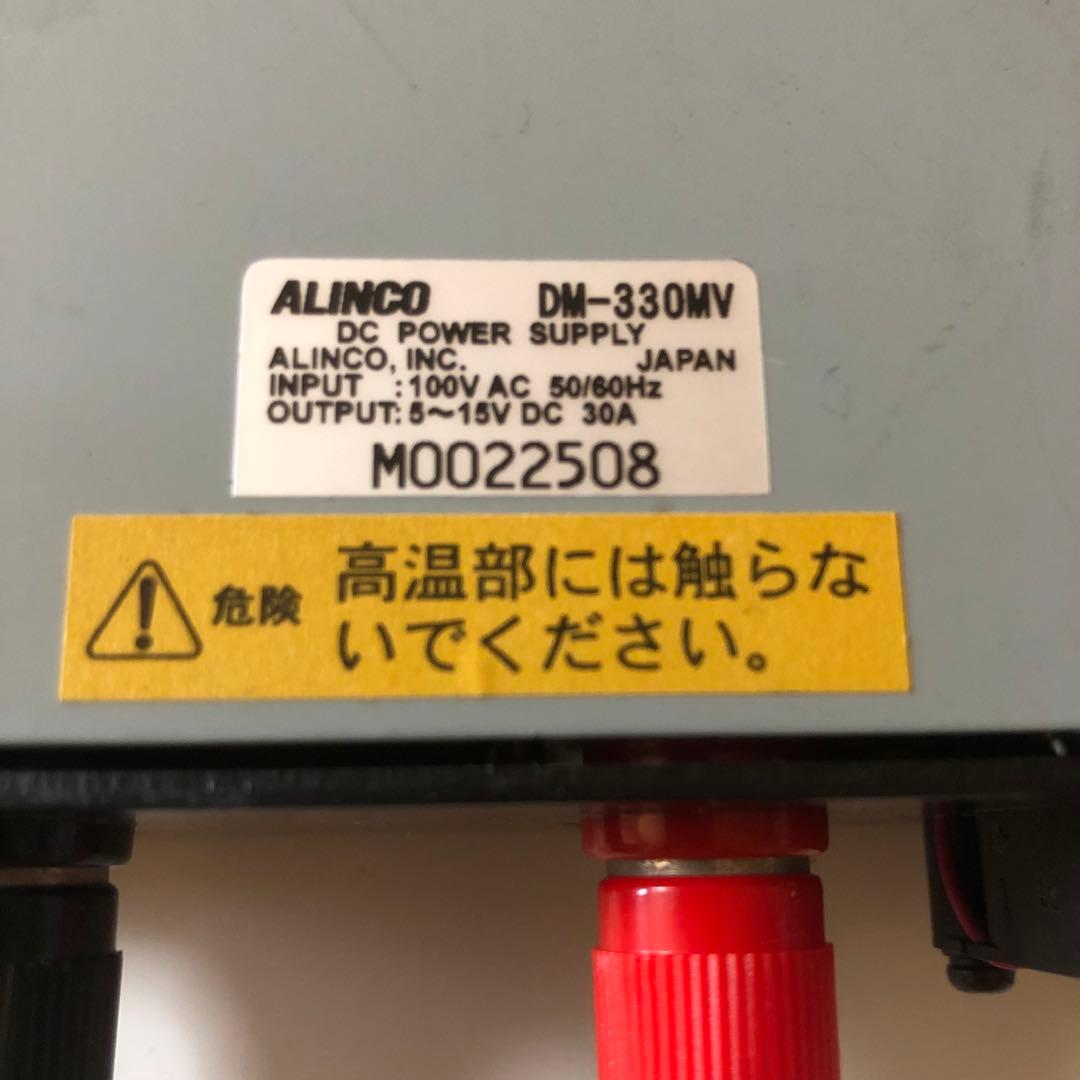 ALINCO DM-330MV
DC POWER SUPPLY
ALINCO, INC. JAPAN
INPUT :100V AC 50/60Hz
OUTPUT:5～15V DC 30A
M0022508
危険 高温部には触らな
いでください。